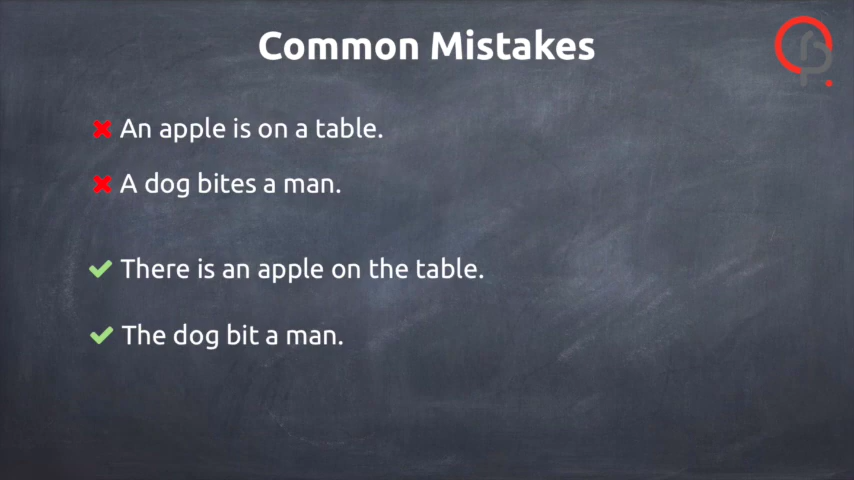 Common Mistakes
An apple is on a table.
A dog bites a man.
There is an apple on the table.
The dog bit a man.